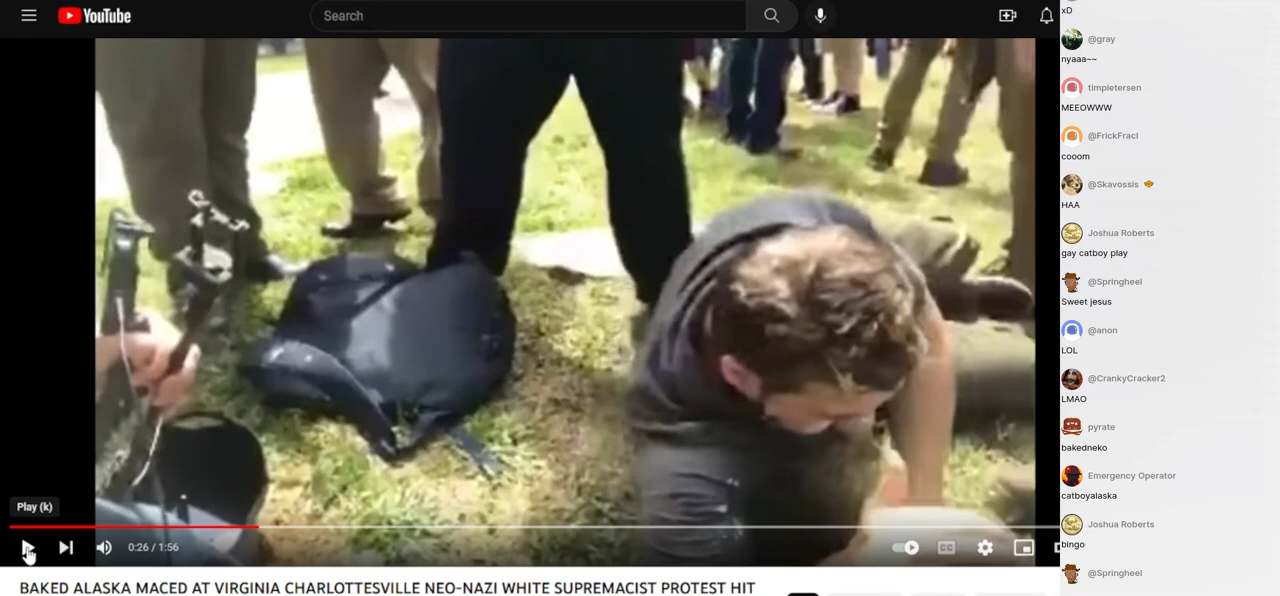 YouTube
Search
xD
@gray
nyaaa~~
timpletersen
MEEOWWW
@FrickFracl
cooom
@Skavossis
HAA
Joshua Roberts
gay catboy play
@Springheel
Sweet jesus
@anon
LOL
@CrankyCracker2
LMAO
pyrate
bakedneko
Emergency Operator
catboyalaska
Joshua Roberts
bingo
@Springheel
Play (k)
0:26 / 1:56
CC
BAKED ALASKA MACED AT VIRGINIA CHARLOTTESVILLE NEO-NAZI WHITE SUPREMACIST PROTEST HIT